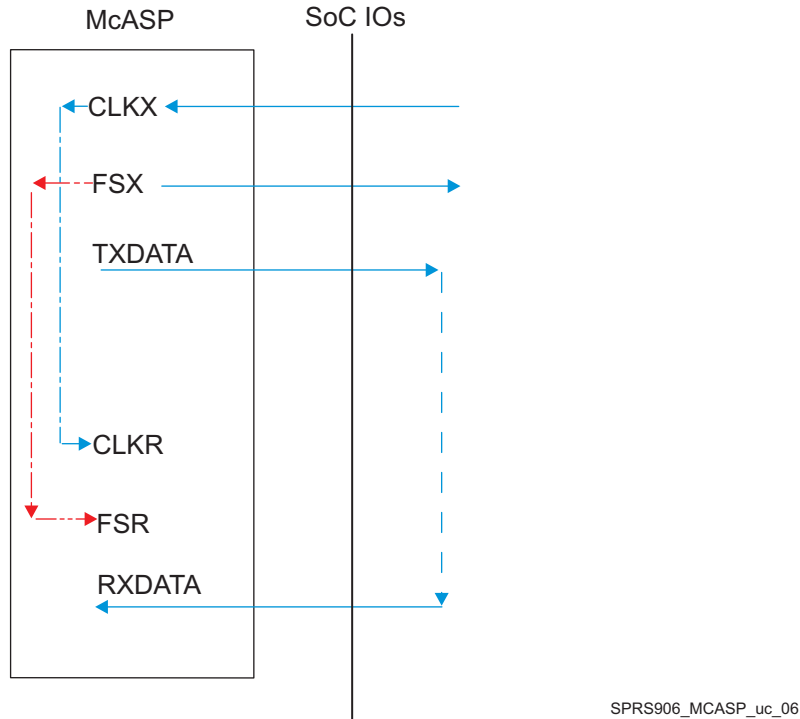 McASP
SoC IOs
CLKX
FSX
TXDATA
CLKR
FSR
RXDATA
SPRS906_MCASP_uc_06